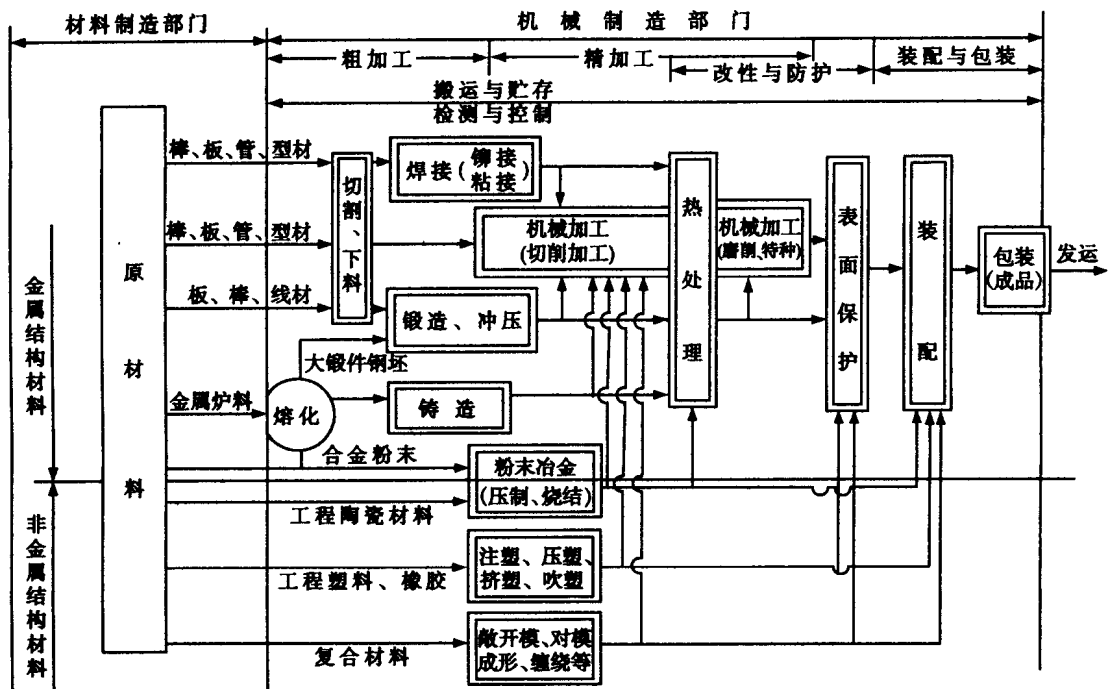 材料制造部门
机械制造部门
粗加工
精加工
改性与防护
装配与包装
搬运与贮存
检测与控制
原材料
棒、板、管、型材
棒、板、管、型材
板、棒、线材
金属炉料
切割、下料
焊接(铆接
粘接)
机械加工
(切削加工)
热处理
机械加工
(磨削、特种)
表面保护
装配
包装
(成品)
发运
锻造、冲压
大锻件钢坯
熔化
铸造
合金粉末
粉末冶金
(压制、烧结)
工程陶瓷材料
工程塑料、橡胶
注塑、压塑、
挤塑、吹塑
复合材料
敞开模、对模
成形、缠绕等
金属结构材料
非金属结构材料